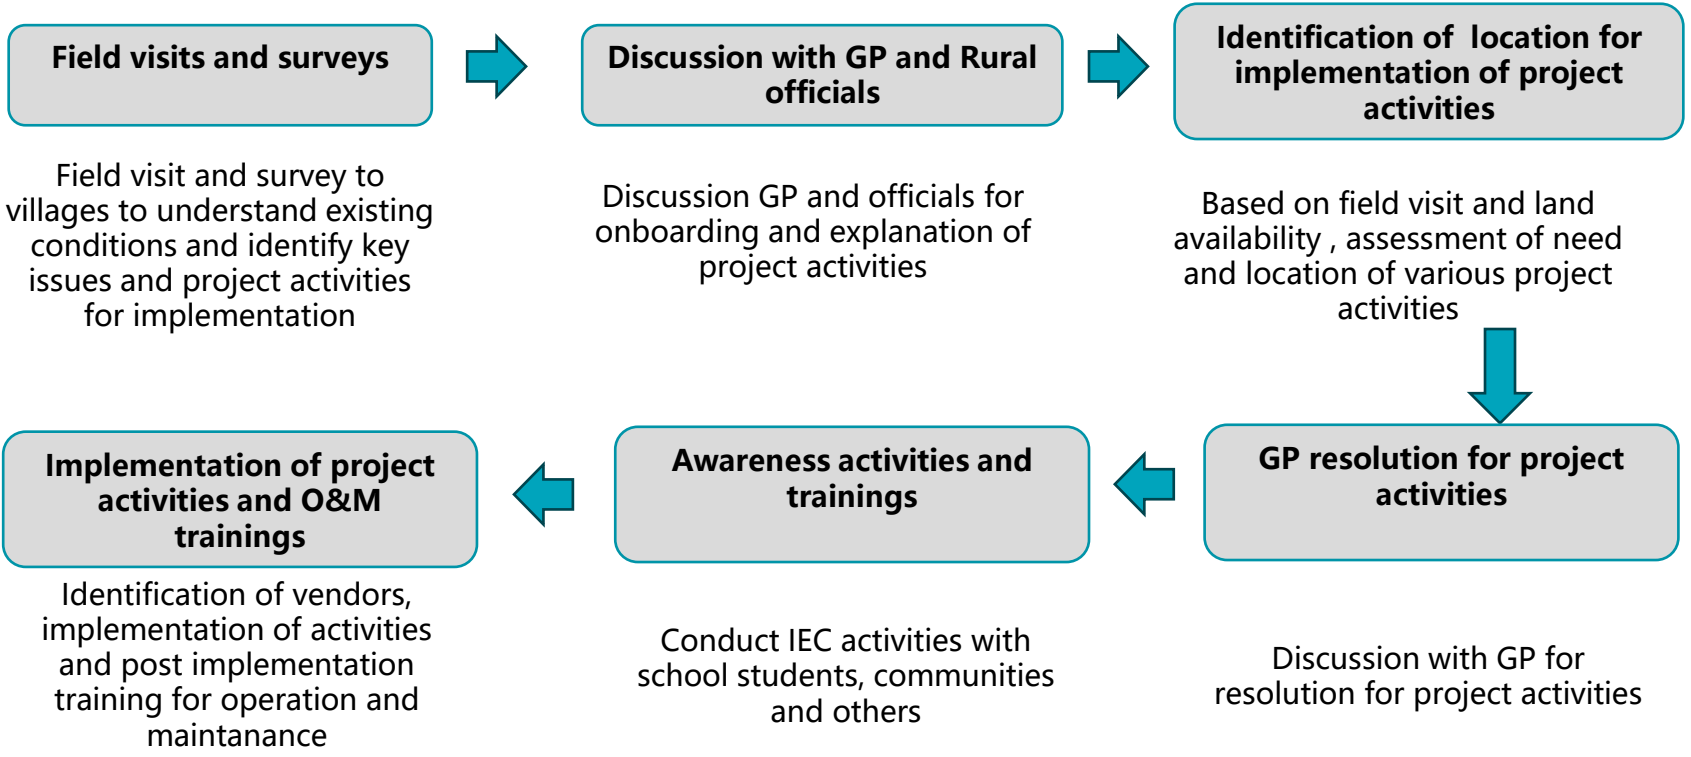 Field visits and surveys
Field visit and survey to
villages to understand existing
conditions and identify key
issues and project activities
for implementation
Discussion with GP and Rural
officials
Discussion GP and officials for
onboarding and explanation of
project activities
Identification of  location for
implementation of project
activities
Based on field visit and land
availability , assessment of need
and location of various project
activities
GP resolution for project
activities
Discussion with GP for
resolution for project activities
Awareness activities and
trainings
Conduct IEC activities with
school students, communities
and others
Implementation of project
activities and O&M
trainings
Identification of vendors,
implementation of activities
and post implementation
training for operation and
maintanance